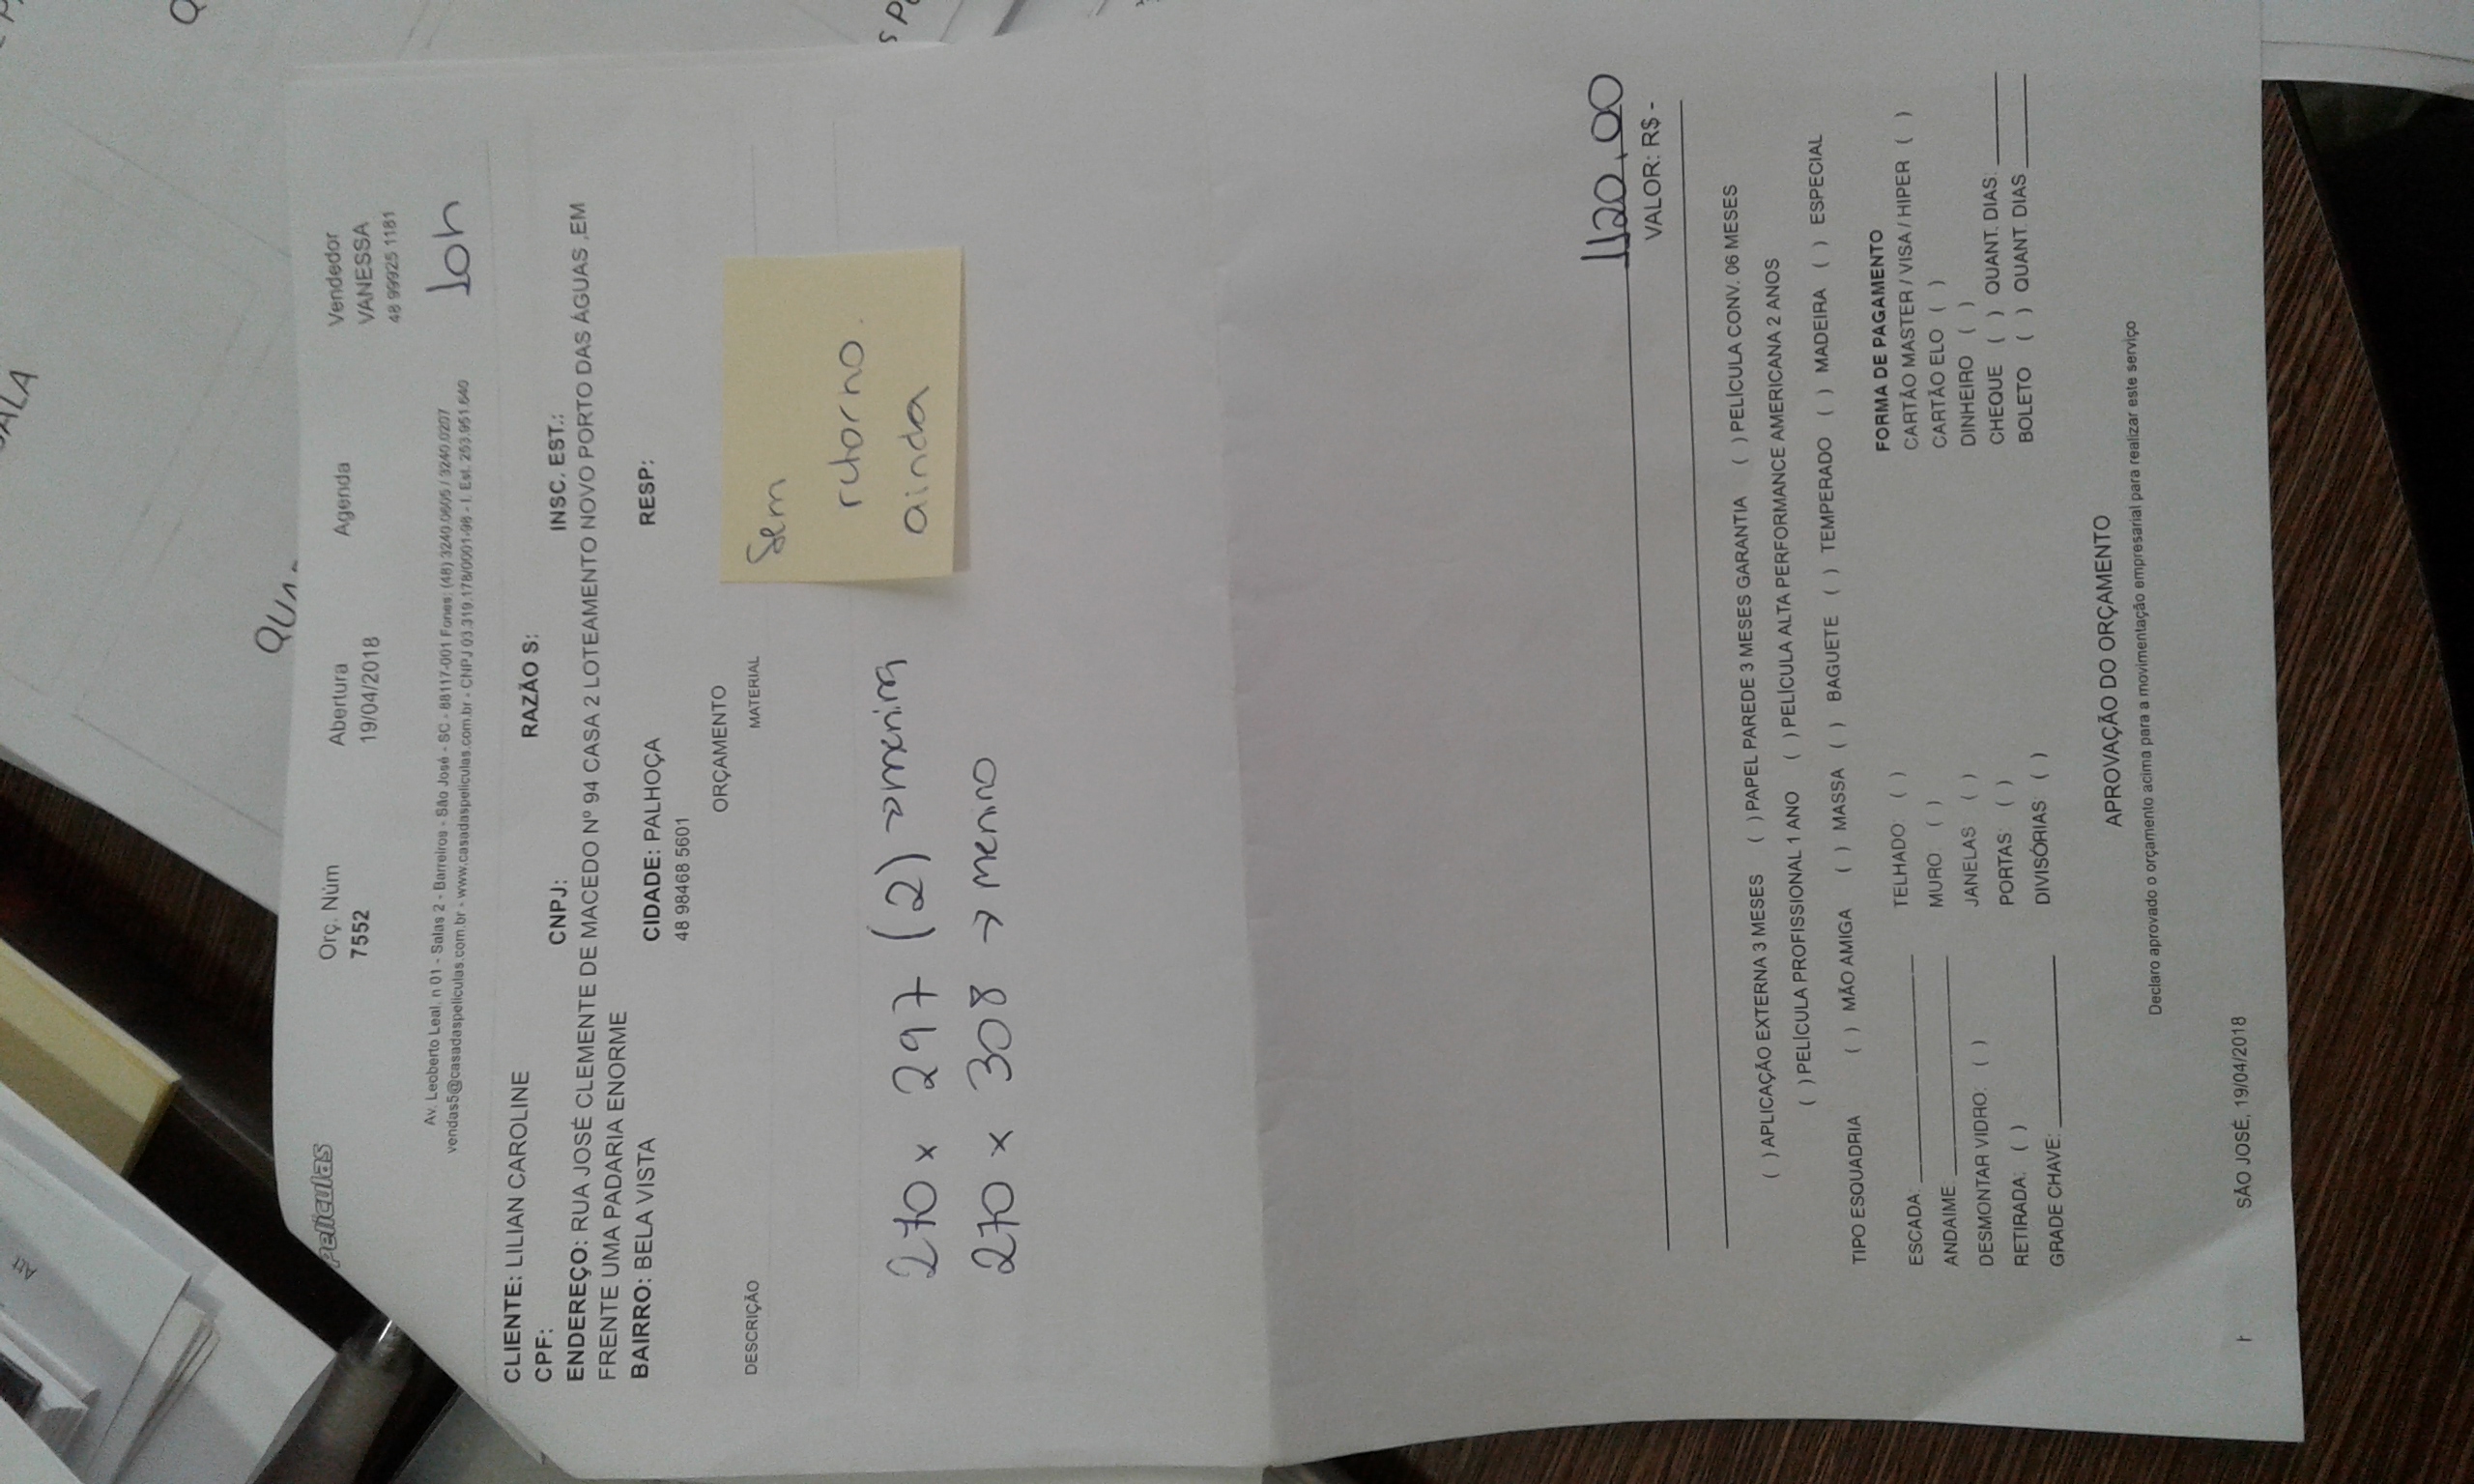 Películas
Orç. Núm
7552
Abertura
19/04/2018
Agenda
Vendedor
VANESSA
48 99925 1181
Av. Leoberto Leal, n 01 - Salas 2 - Barreiros - São José - SC - 88117-001 Fones: (48) 3240.0605 / 3240.0207
vendas5@casadaspeliculas.com.br - www.casadaspeliculas.com.br - CNPJ 03.319.178/0001-98 - I. Est. 253.951.640
10h
CLIENTE: LILIAN CAROLINE
RAZÃO S:
CPF:
CNPJ:
INSC. EST.:
ENDEREÇO: RUA JOSÉ CLEMENTE DE MACEDO Nº 94 CASA 2 LOTEAMENTO NOVO PORTO DAS ÁGUAS ,EM
FRENTE UMA PADARIA ENORME
BAIRRO: BELA VISTA
CIDADE: PALHOÇA
RESP:
48 98468 5601
ORÇAMENTO
DESCRIÇÃO
MATERIAL
Sem
retorno.
ainda
270 x 297 (2) →
270 x 308 → menino
1120,00
VALOR: R$ -
( ) APLICAÇÃO EXTERNA 3 MESES ( ) PAPEL PAREDE 3 MESES GARANTIA ( ) PELÍCULA CONV. 06 MESES
( ) PELÍCULA PROFISSIONAL 1 ANO ( ) PELÍCULA ALTA PERFORMANCE AMERICANA 2 ANOS
TIPO ESQUADRIA ( ) MÃO AMIGA ( ) MASSA ( ) BAGUETE ( ) TEMPERADO ( ) MADEIRA ( ) ESPECIAL
FORMA DE PAGAMENTO
ESCADA: TELHADO: ( ) CARTÃO MASTER / VISA / HIPER ( )
ANDAIME: MURO: ( ) CARTÃO ELO ( )
DESMONTAR VIDRO: ( ) JANELAS ( ) DINHEIRO ( )
RETIRADA: ( ) PORTAS: ( ) CHEQUE ( ) QUANT. DIAS:
GRADE CHAVE: DIVISÓRIAS: ( ) BOLETO ( ) QUANT. DIAS
APROVAÇÃO DO ORÇAMENTO
Declaro aprovado o orçamento acima para a movimentação empresarial para realizar este serviço
SÃO JOSÉ, 19/04/2018